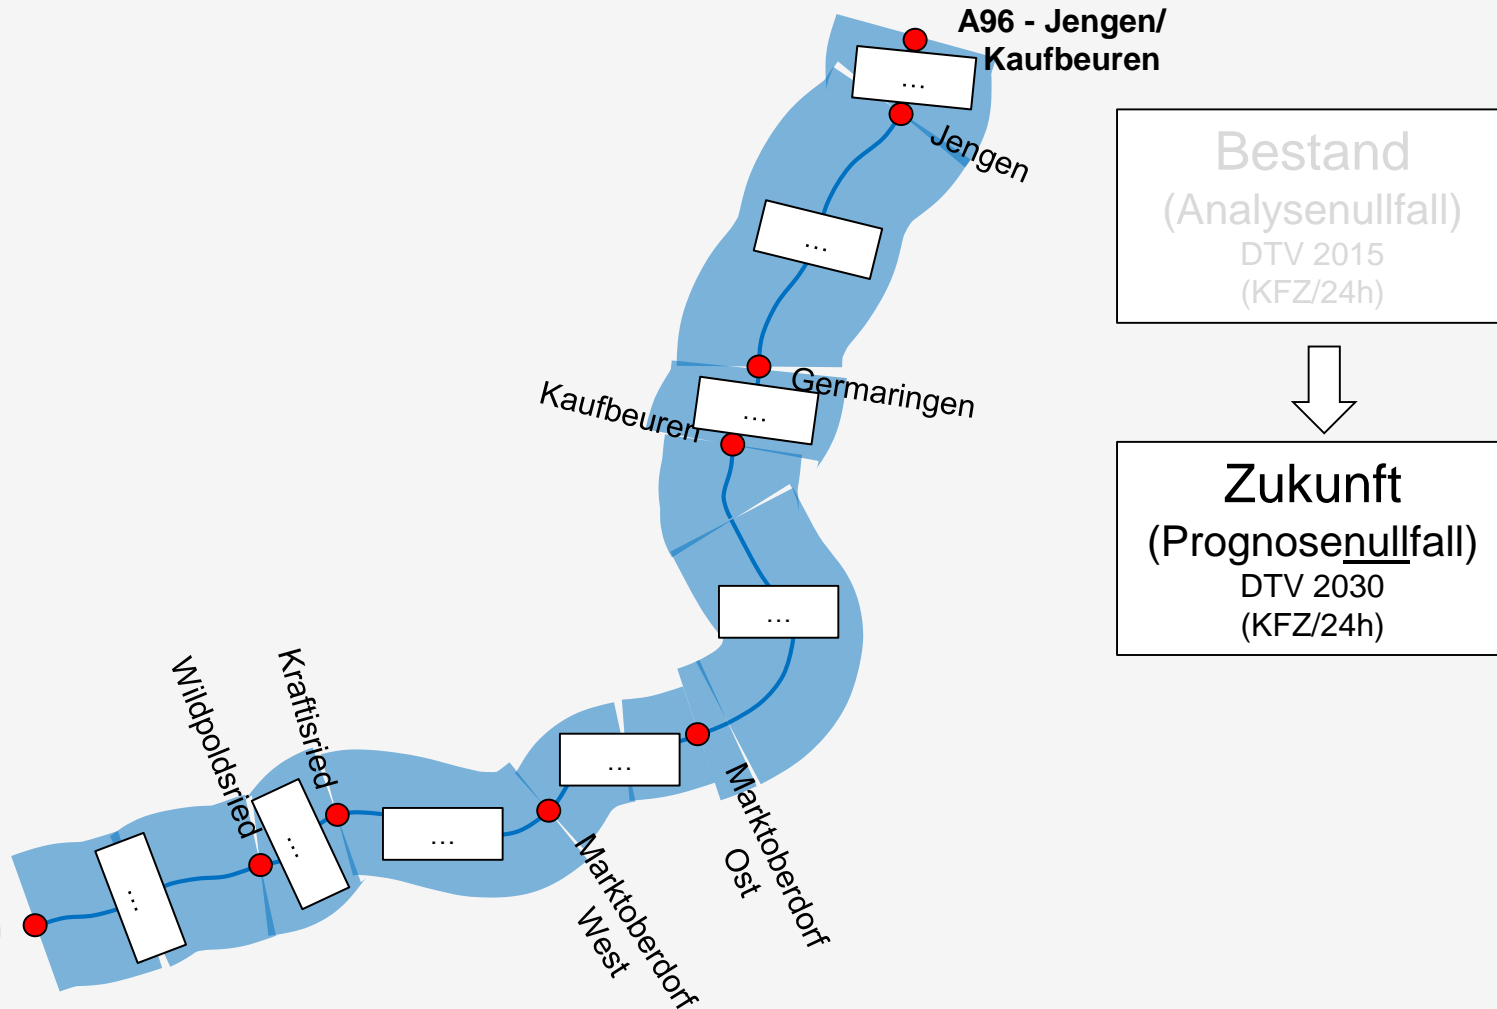 A96 - Jengen/
Kaufbeuren
...
Jengen
...
Germaringen
Kaufbeuren
...
...
Marktoberdorf
Ost
...
Marktoberdorf
West
...
Kraftisried
...
Wildpoldsried
...
Bestand
(Analysenullfall)
DTV 2015
(KFZ/24h)
Zukunft
(Prognosenullfall)
DTV 2030
(KFZ/24h)